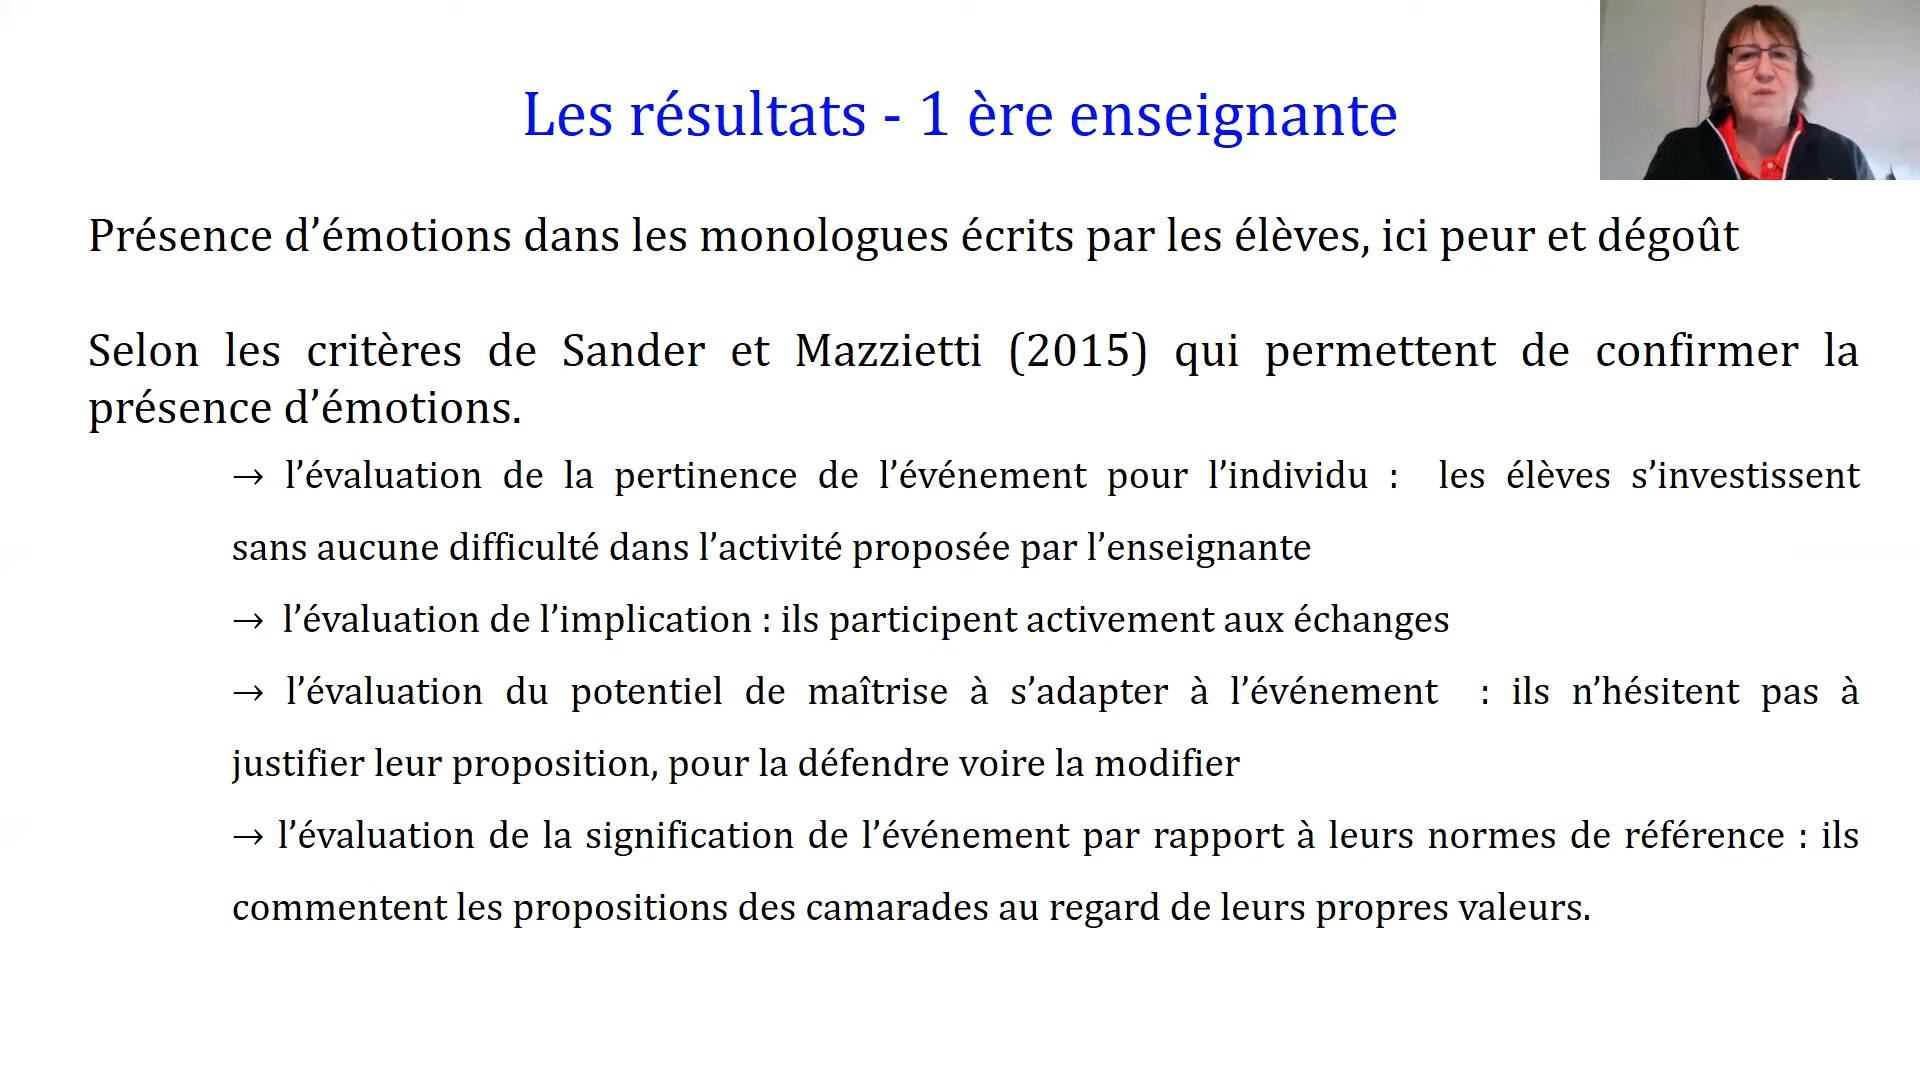 Les résultats - 1 ère enseignante
Présence d’émotions dans les monologues écrits par les élèves, ici peur et dégoût
Selon les critères de Sander et Mazzietti (2015) qui permettent de confirmer la
présence d’émotions.
→ l’évaluation de la pertinence de l’événement pour l’individu : les élèves s’investissent
sans aucune difficulté dans l’activité proposée par l’enseignante
→ l’évaluation de l’implication : ils participent activement aux échanges
→ l’évaluation du potentiel de maîtrise à s’adapter à l’événement : ils n’hésitent pas à
justifier leur proposition, pour la défendre voire la modifier
→ l’évaluation de la signification de l’événement par rapport à leurs normes de référence : ils
commentent les propositions des camarades au regard de leurs propres valeurs.